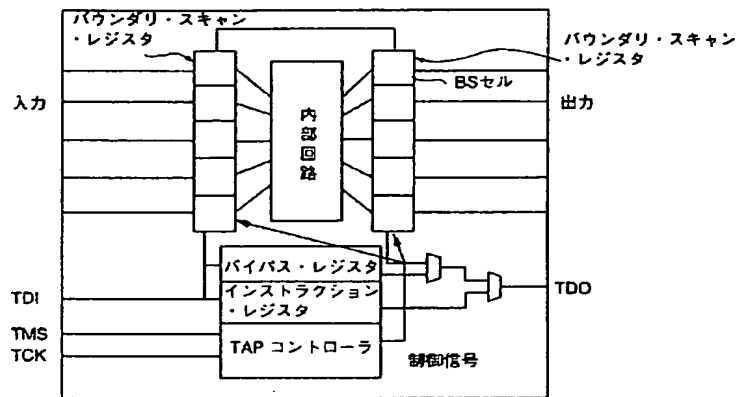 バウンダリ・スキャン
・レジスタ
バウンダリ・スキャン
・レジスタ
BSセル
入力
出力
内部回路
バイパス・レジスタ
インストラクション
・レジスタ
TAP コントローラ
制御信号
TDI
TMS
TCK
TDO